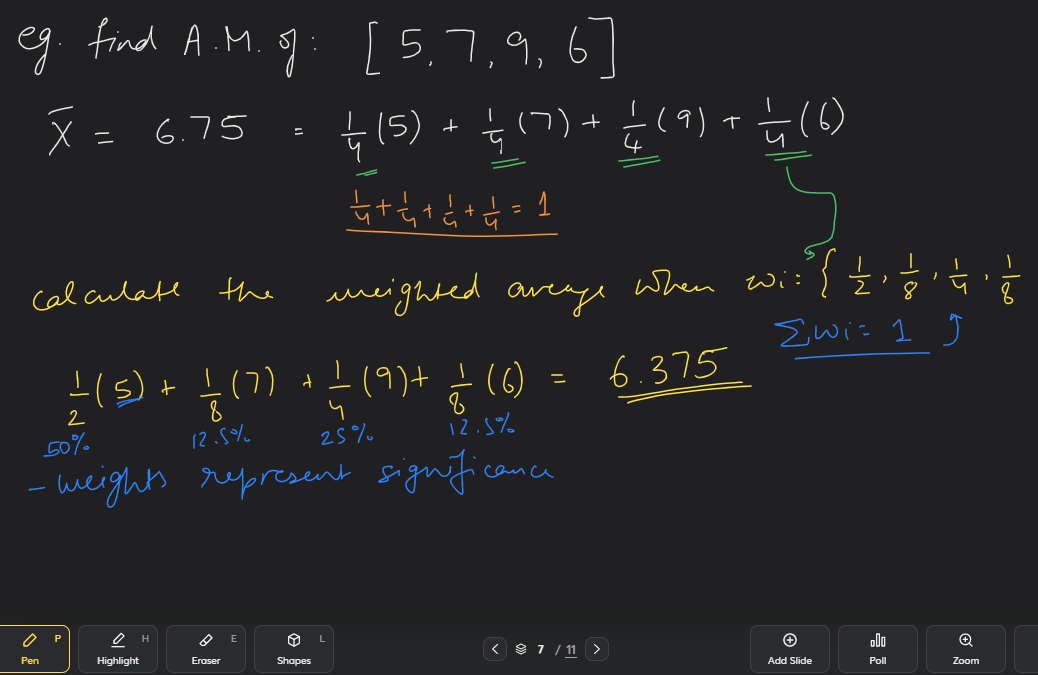 eg. find A.M. of: [5, 7, 9, 6]
X̄ = 6.75 = 1/4 (5) + 1/4 (7) + 1/4 (9) + 1/4 (6)
1/4 + 1/4 + 1/4 + 1/4 = 1
calculate the weighted average when wi: { 1/2, 1/8, 1/4, 1/8
Σwi = 1
1/2 (5) + 1/8 (7) + 1/4 (9) + 1/8 (6) = 6.375
50% 12.5% 25% 12.5%
- weights represent significance
P H E L
Pen Highlight Eraser Shapes < 7 / 11 > Add Slide Poll Zoom